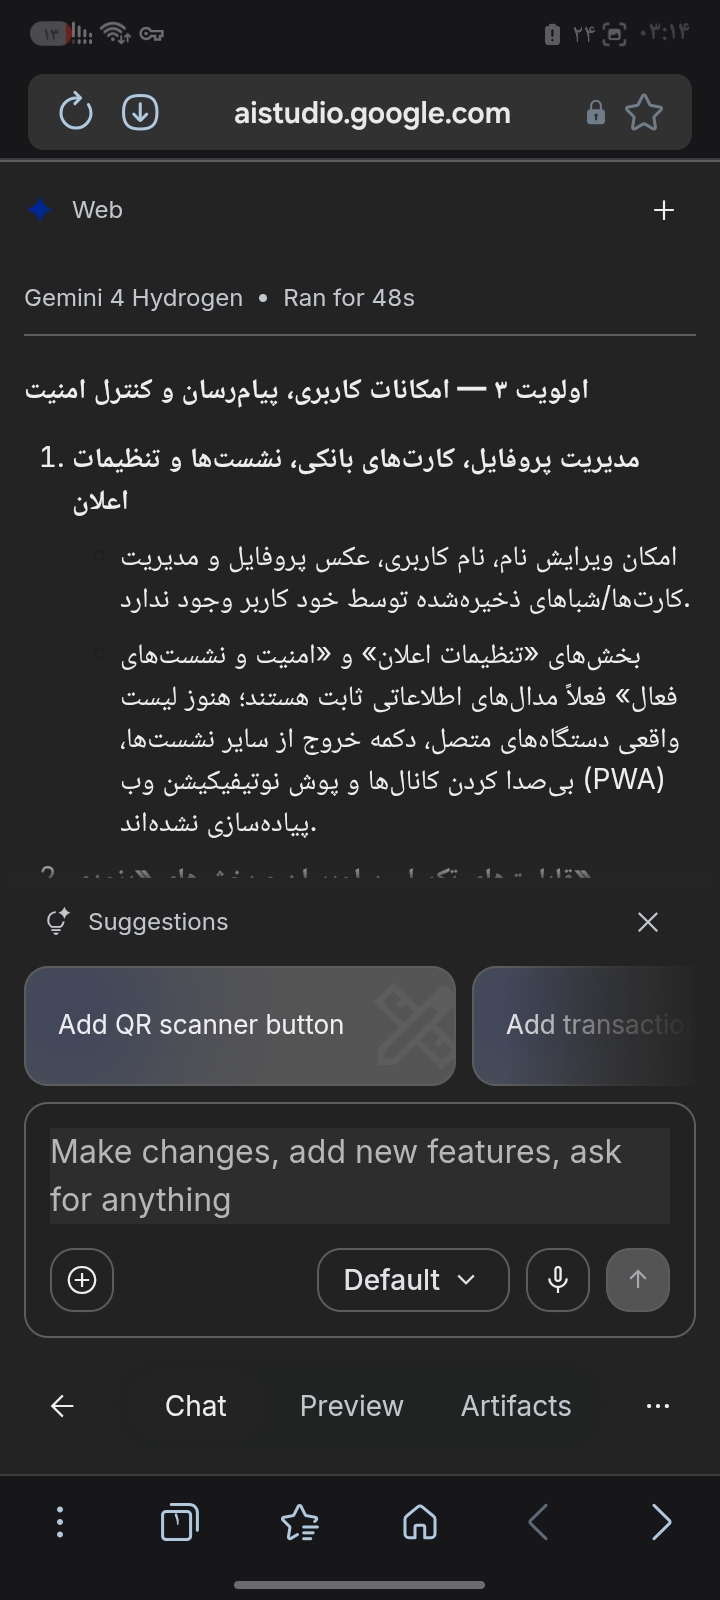 ۱۳
۲۴
۰۳:۱۴
aistudio.google.com
Web
Gemini 4 Hydrogen • Ran for 48s
اولویت ۳ — امکانات کاربری، پیام‌رسان و کنترل امنیت
1. مدیریت پروفایل، کارت‌های بانکی، نشست‌ها و تنظیمات
اعلان
امکان ویرایش نام، نام کاربری، عکس پروفایل و مدیریت
کارت‌ها/شباهای ذخیره‌شده توسط خود کاربر وجود ندارد.
بخش‌های «تنظیمات اعلان» و «امنیت و نشست‌های
فعال» فعلاً مدال‌های اطلاعاتی ثابت هستند؛ هنوز لیست
واقعی دستگاه‌های متصل، دکمه خروج از سایر نشست‌ها،
بی‌صدا کردن کانال‌ها و پوش نوتیفیکیشن وب (PWA)
پیاده‌سازی نشده‌اند.
Suggestions
Add QR scanner button
Add transaction
Make changes, add new features, ask
for anything
Default
Chat
Preview
Artifacts